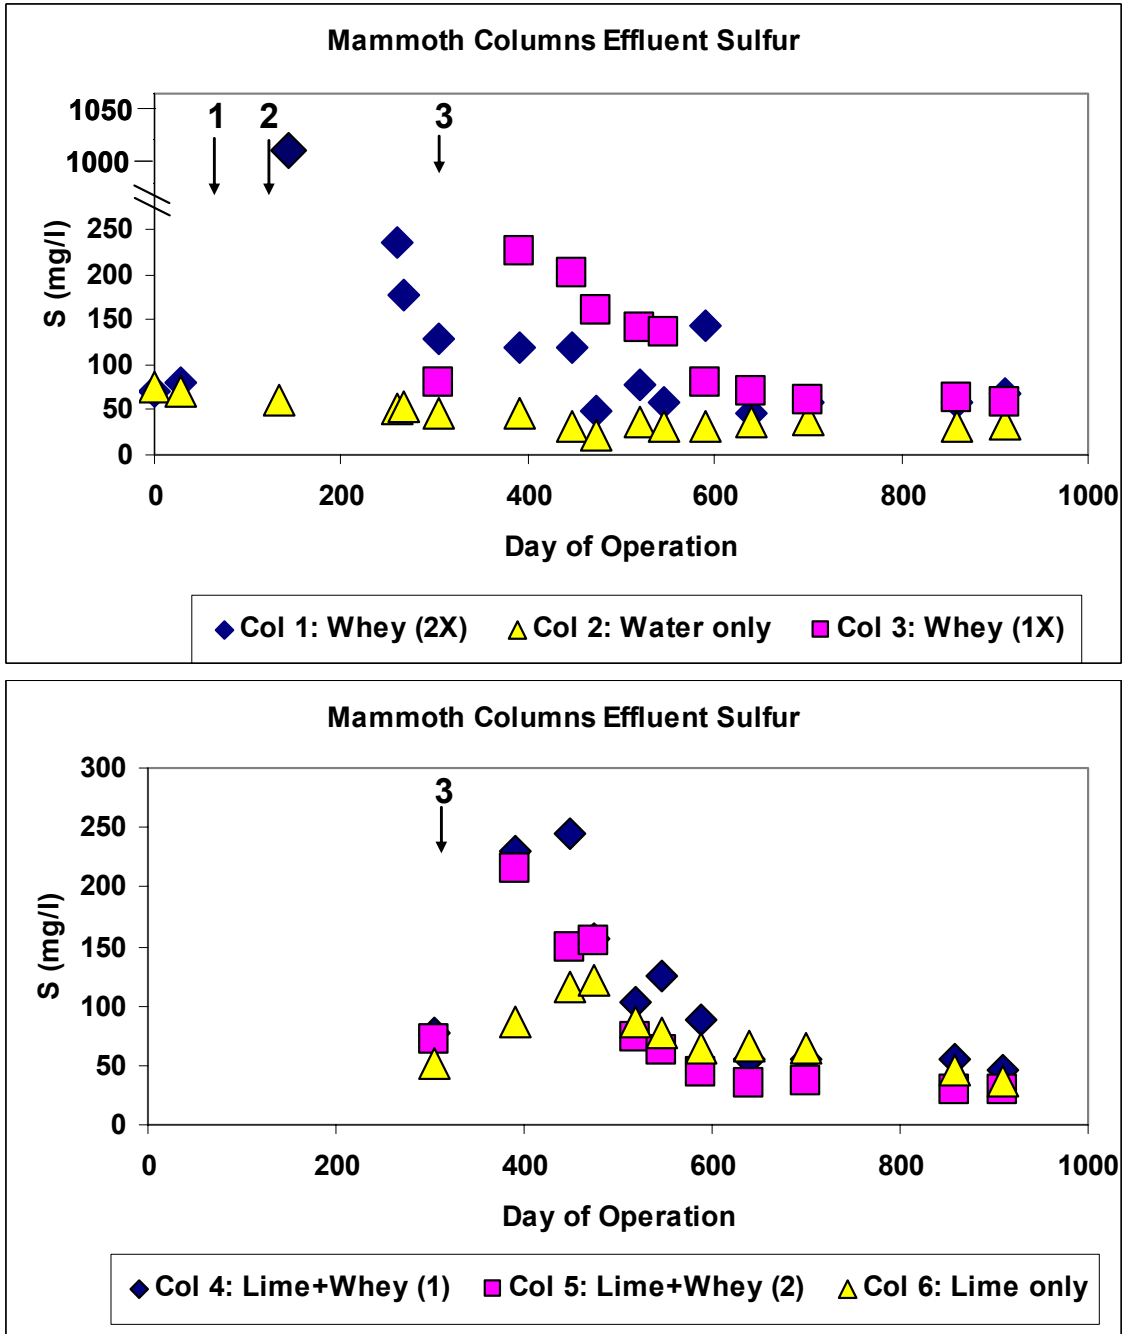 Mammoth Columns Effluent Sulfur
1050
1 2 3
1000
250
200
150
100
50
0
S (mg/l)
0 200 400 600 800 1000
Day of Operation
Col 1: Whey (2X) Col 2: Water only Col 3: Whey (1X)
Mammoth Columns Effluent Sulfur
300
3
250
200
150
100
50
0
S (mg/l)
0 200 400 600 800 1000
Day of Operation
Col 4: Lime+Whey (1) Col 5: Lime+Whey (2) Col 6: Lime only